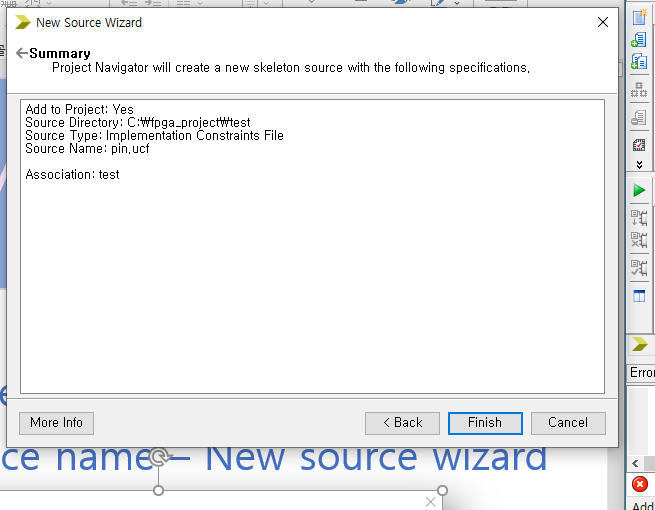 New Source Wizard
Summary
Project Navigator will create a new skeleton source with the following specifications.
Add to Project: Yes
Source Directory: C:₩fpga_project₩test
Source Type: Implementation Constraints File
Source Name: pin.ucf
Association: test
More Info
< Back
Finish
Cancel
Error
ce name – New source wizard
Add